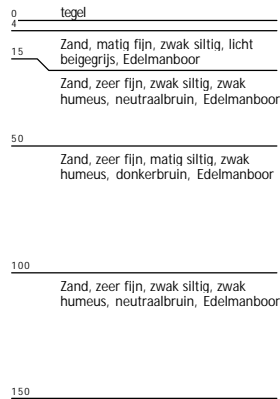 0 tegel
4
Zand, matig fijn, zwak siltig, licht
15
beigegrijs, Edelmanboor
Zand, zeer fijn, zwak siltig, zwak
humeus, neutraalbruin, Edelmanboor
50
Zand, zeer fijn, matig siltig, zwak
humeus, donkerbruin, Edelmanboor
100
Zand, zeer fijn, zwak siltig, zwak
humeus, neutraalbruin, Edelmanboor
150